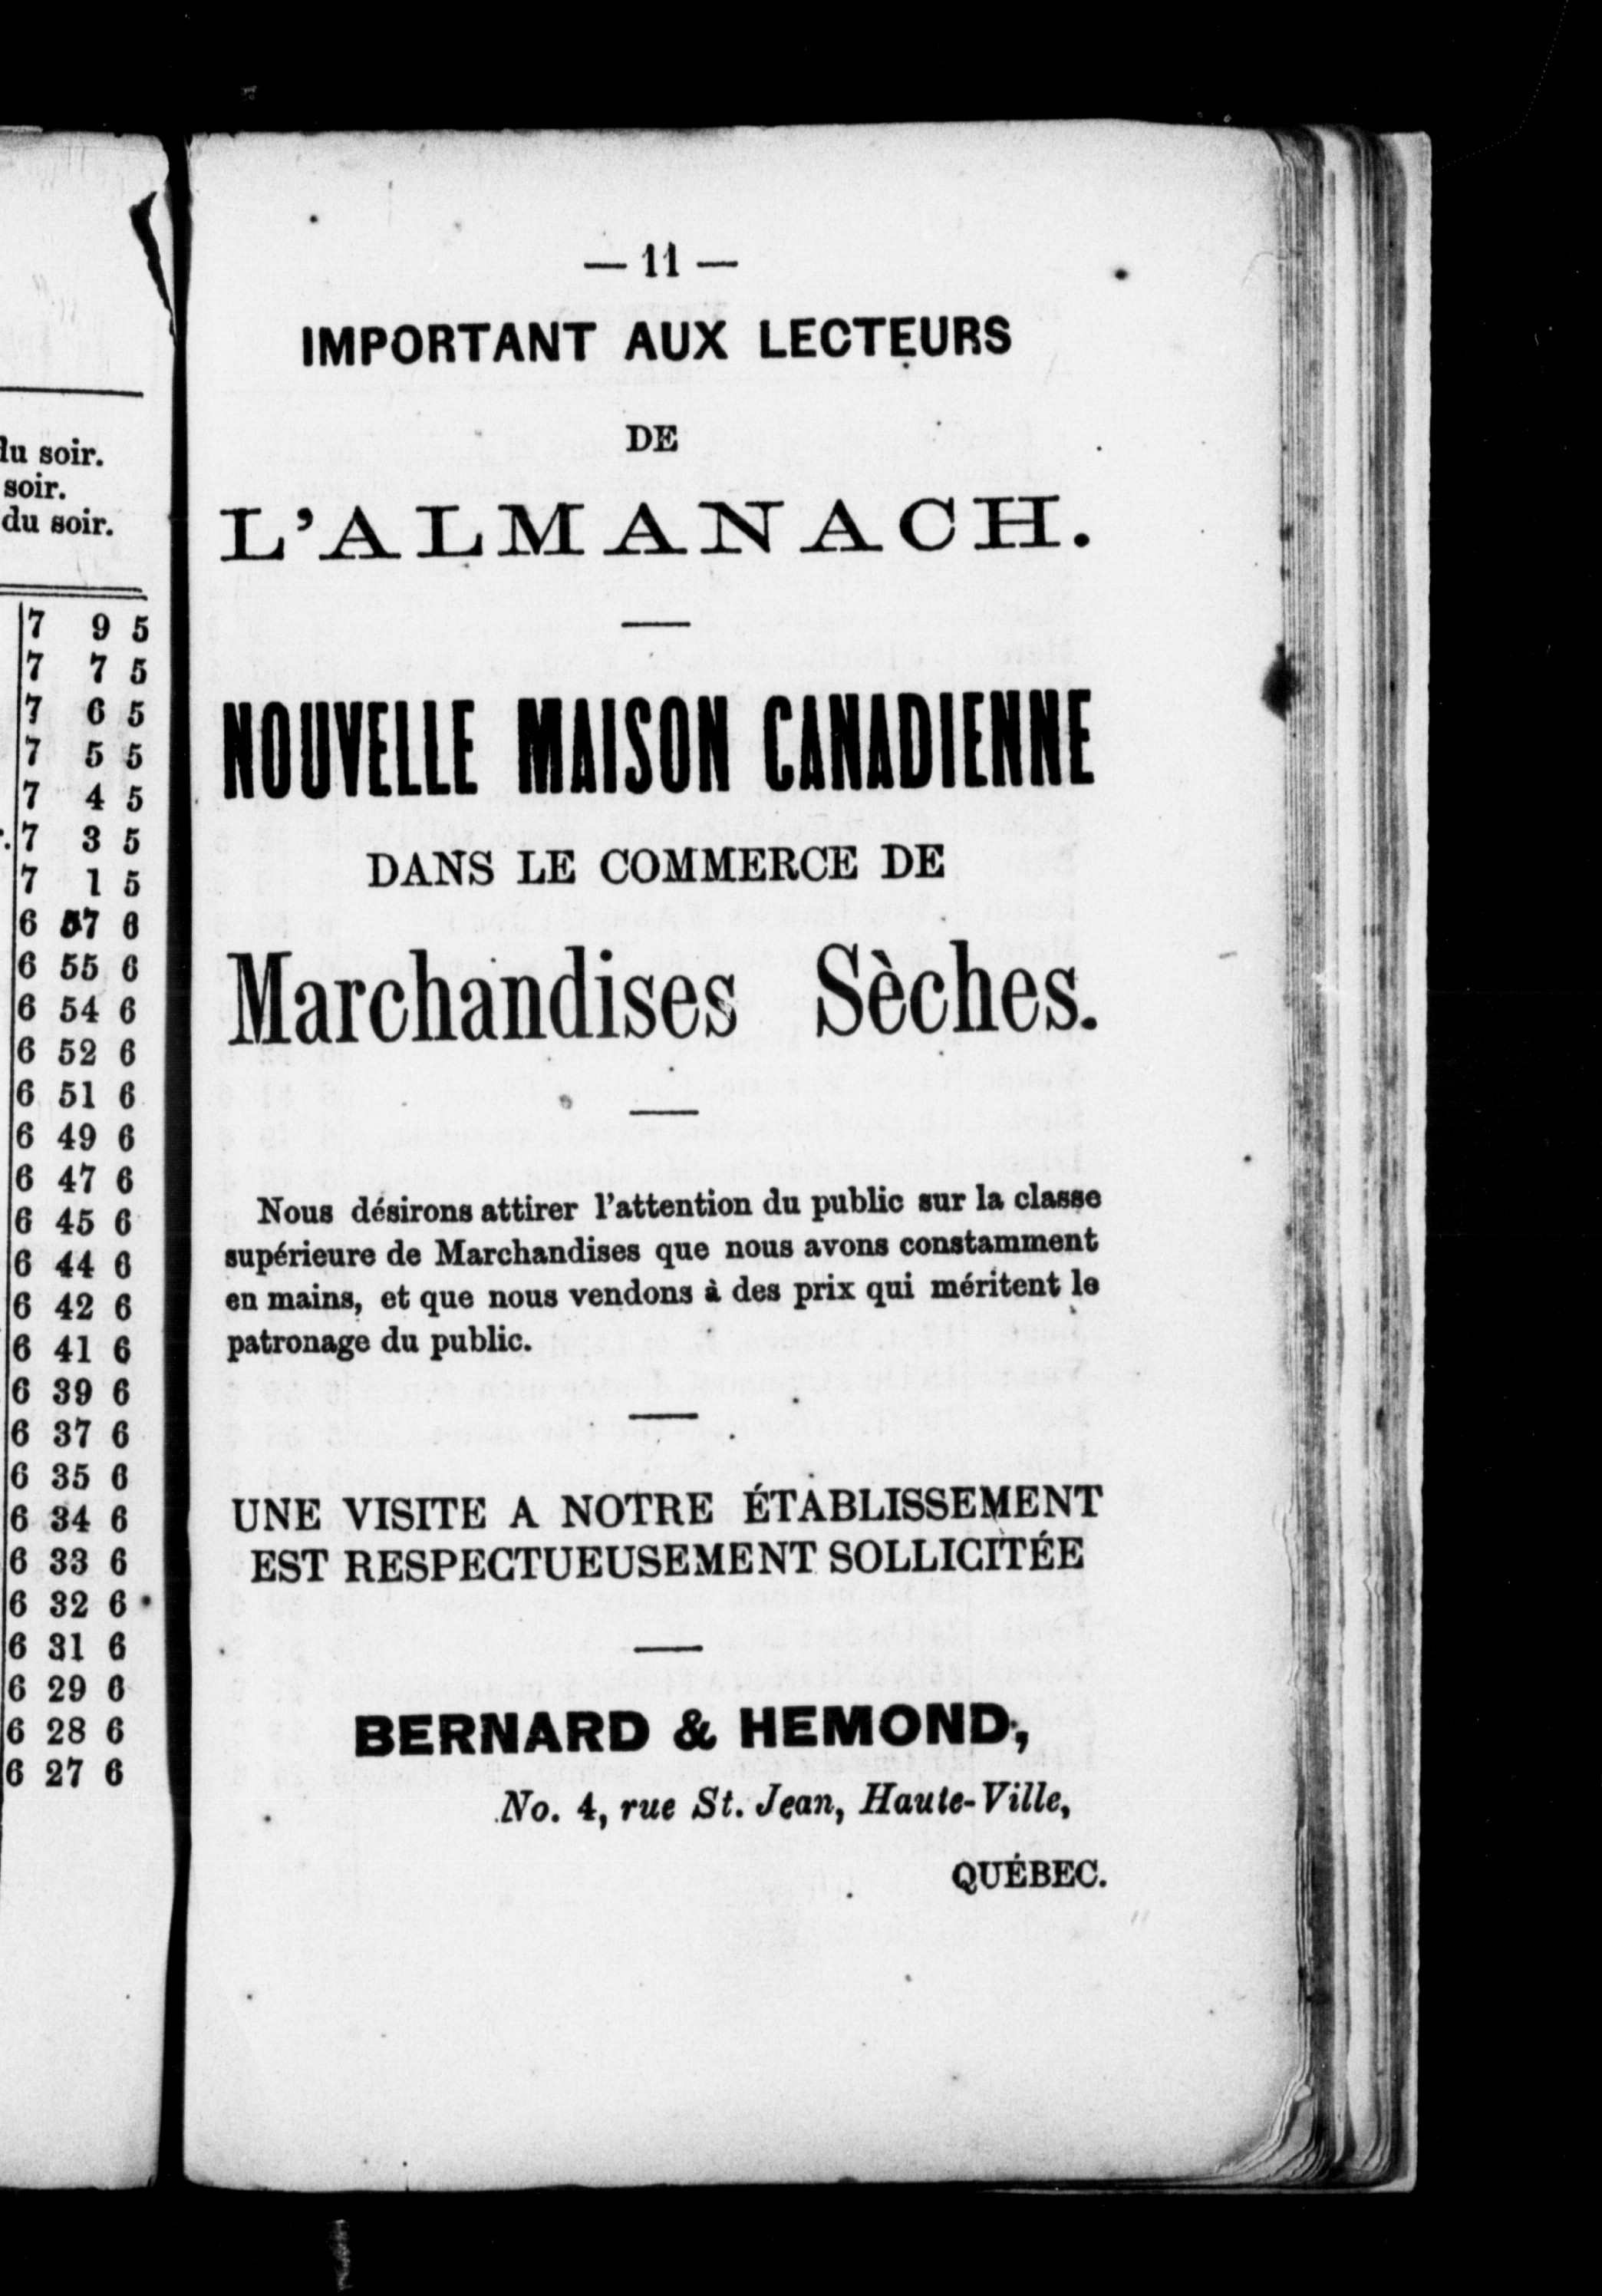 du soir.
soir.
du soir.
7 9 5
7 7 5
7 6 5
7 5 5
7 4 5
7 3 5
7 1 5
6 57 6
6 55 6
6 54 6
6 52 6
6 51 6
6 49 6
6 47 6
6 45 6
6 44 6
6 42 6
6 41 6
6 39 6
6 37 6
6 35 6
6 34 6
6 33 6
6 32 6
6 31 6
6 29 6
6 28 6
6 27 6
— 11 —
IMPORTANT AUX LECTEURS
DE
L'ALMANACH.
NOUVELLE MAISON CANADIENNE
DANS LE COMMERCE DE
Marchandises Sèches.
Nous désirons attirer l'attention du public sur la classe
supérieure de Marchandises que nous avons constamment
en mains, et que nous vendons à des prix qui méritent le
patronage du public.
UNE VISITE A NOTRE ÉTABLISSEMENT
EST RESPECTUEUSEMENT SOLLICITÉE
BERNARD & HEMOND,
No. 4, rue St. Jean, Haute-Ville,
QUÉBEC.